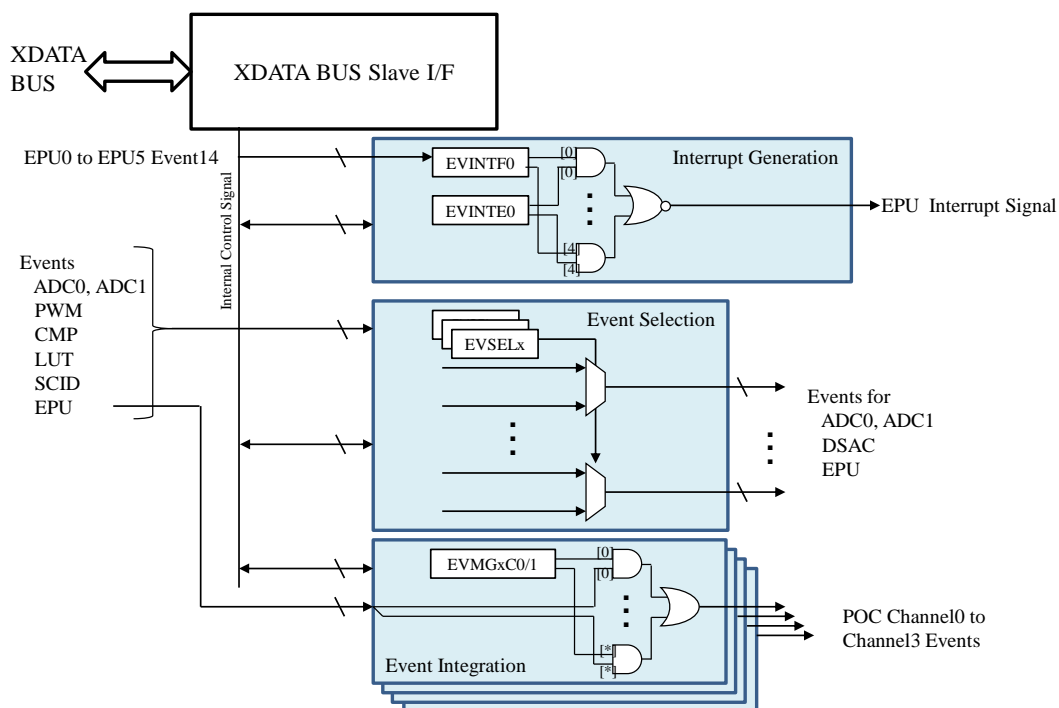 XDATA
BUS
XDATA BUS Slave I/F
EPU0 to EPU5 Event14
Internal Control Signal
EVINTF0
EVINTE0
[0]
[0]
[4]
[4]
Interrupt Generation
EPU Interrupt Signal
Events
ADC0, ADC1
PWM
CMP
LUT
SCID
EPU
EVSELx
Event Selection
Events for
ADC0, ADC1
DSAC
EPU
EVMGxC0/1
[0]
[0]
[*]
[*]
Event Integration
POC Channel0 to
Channel3 Events